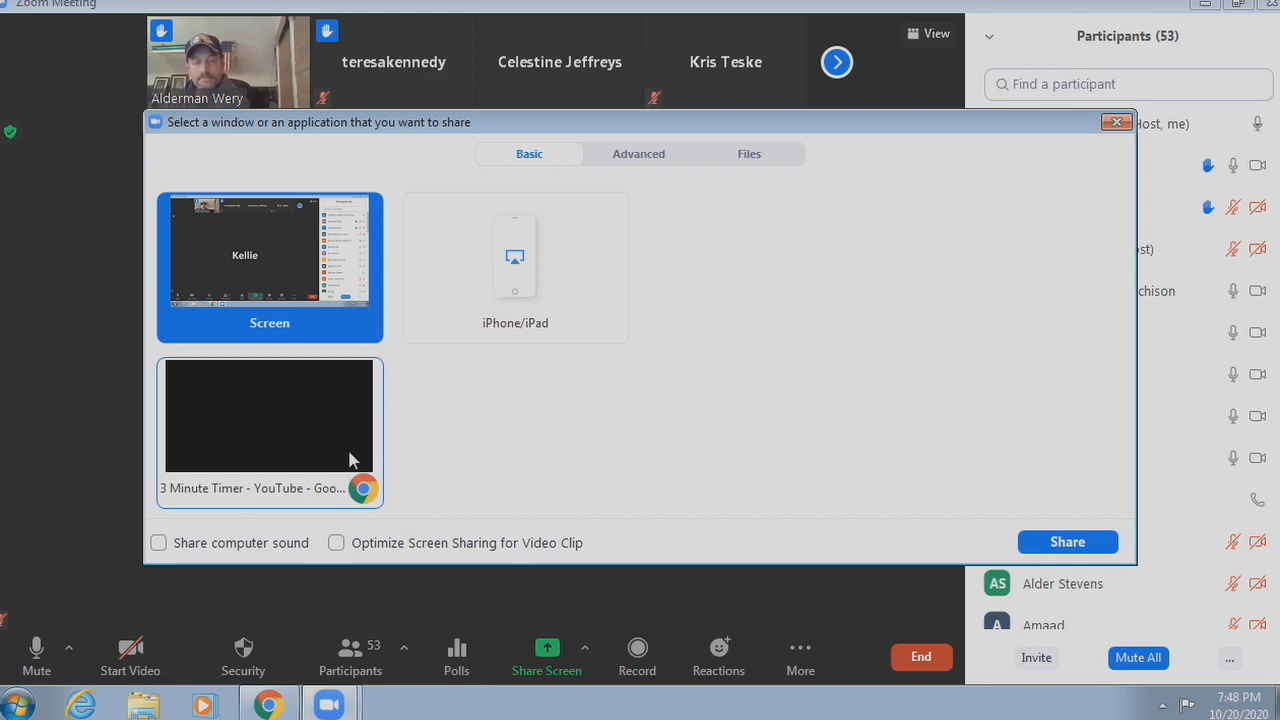 Zoom Meeting
Alderman Wery
teresakennedy
Celestine Jeffreys
Kris Teske
View
Participants (53)
Find a participant
Host, me)
Select a window or an application that you want to share
Basic
Advanced
Files
Kellie
Screen
iPhone/iPad
3 Minute Timer - YouTube - Goo...
Share computer sound
Optimize Screen Sharing for Video Clip
Share
st)
chison
AS
Alder Stevens
A
Amaad
Mute
Start Video
Security
53
Participants
Polls
Share Screen
Record
Reactions
More
End
Invite
Mute All
...
7:48 PM
10/20/2020